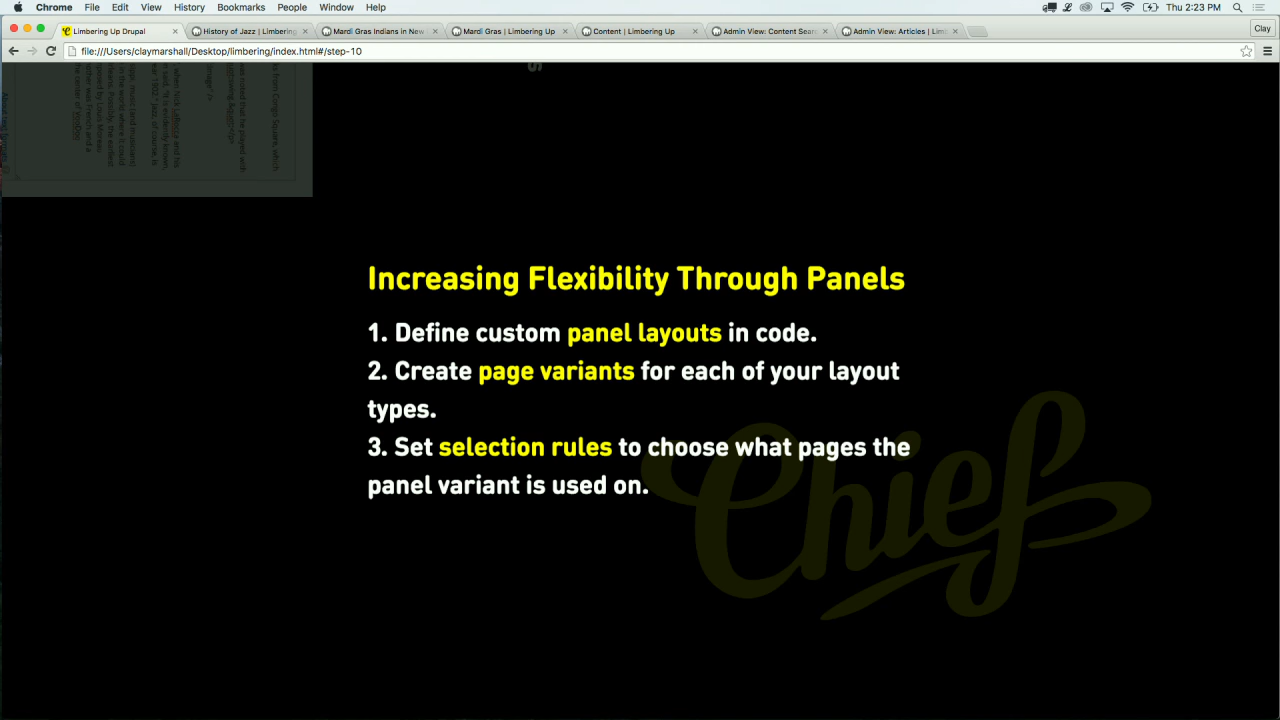 Chrome File Edit View History Bookmarks People Window Help Thu 2:23 PM
Limbering Up Drupal
History of Jazz | Limbering
Mardi Gras Indians in New
Mardi Gras | Limbering Up
Content | Limbering Up
Admin View: Content Searc
Admin View: Articles | Limb
Clay
file:///Users/claymarshall/Desktop/limbering/index.html#/step-10
Increasing Flexibility Through Panels
1. Define custom panel layouts in code.
2. Create page variants for each of your layout
types.
3. Set selection rules to choose what pages the
panel variant is used on.
Chief